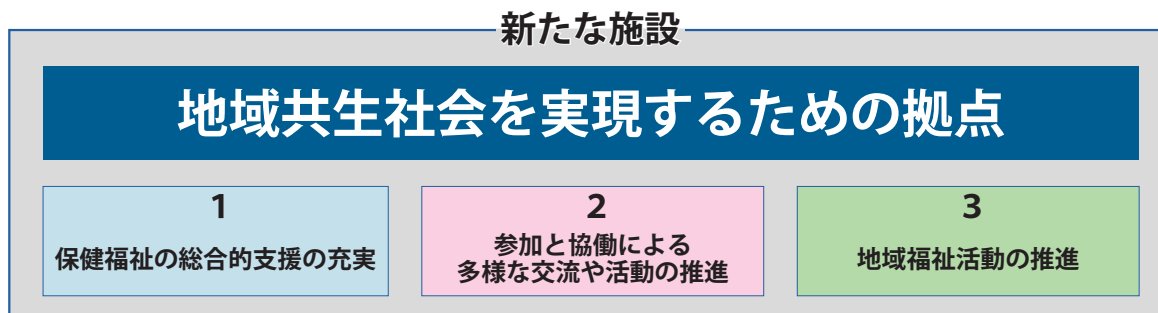 新たな施設
地域共生社会を実現するための拠点
1
保健福祉の総合的支援の充実
2
参加と協働による
多様な交流や活動の推進
3
地域福祉活動の推進